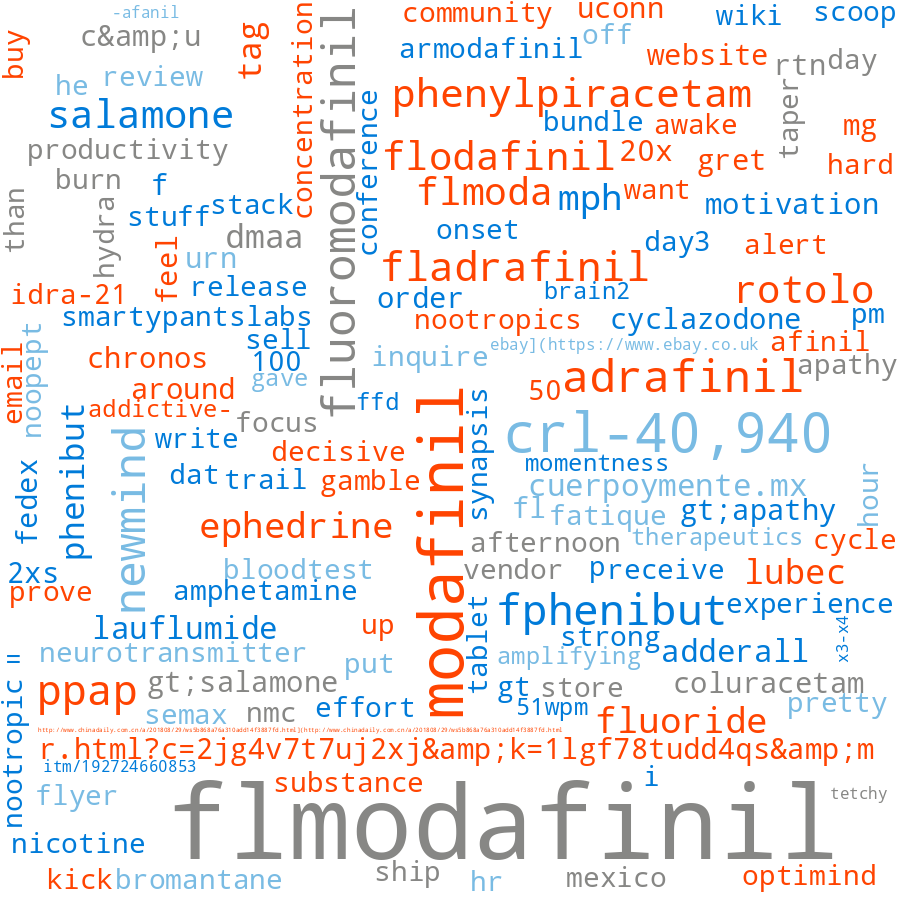 -afanil
community
uconn
wiki
scoop
buy
c&amp;u
tag
concentration
fluoromodafinil
armodafinil
off
website
rtn
day
he
review
salamone
conference
phenylpiracetam
taper
bundle
awake
mg
productivity
flodafinil
20x
gret
hard
than
burn
f
stack
flmoda
mph
want
motivation
hydra
stuff
dmaa
onset
day3
alert
feel
urn
fladrafinil
idra-21
release
order
brain2
rotolo
smartypantslabs
nootropics
cyclazodone
pm
noopept
sell
ebay](https://www.ebay.co.uk
afinil
email
chronos
100
inquire
apathy
gave
50
adrafinil
around
ffd
addictive-
focus
modafinil
synapsis
crl-40,940
phenibut
newmind
write
decisive
momentness
fedex
dat
trail
gamble
cuerpoymente.mx
hour
fl
fatique
gt;apathy
ephedrine
afternoon
therapeutics
cycle
2xs
bloodtest
vendor
preceive
lubec
prove
amphetamine
tablet
fphenibut
experience
lauflumide
up
strong
x3-x4
neurotransmitter
put
amplifying
adderall
nootropic =
ppap
gt;salamone
gt
store
coluracetam
semax
nmc
effort
51wpm
fluoride
pretty
r.html?c=2jg4v7t7uj2xj&amp;k=1lgf78tudd4qs&amp;m
itm/192724660853
substance
i
flyer
flmodafinil
tetchy
nicotine
kick
bromantane
ship
hr
mexico
optimind